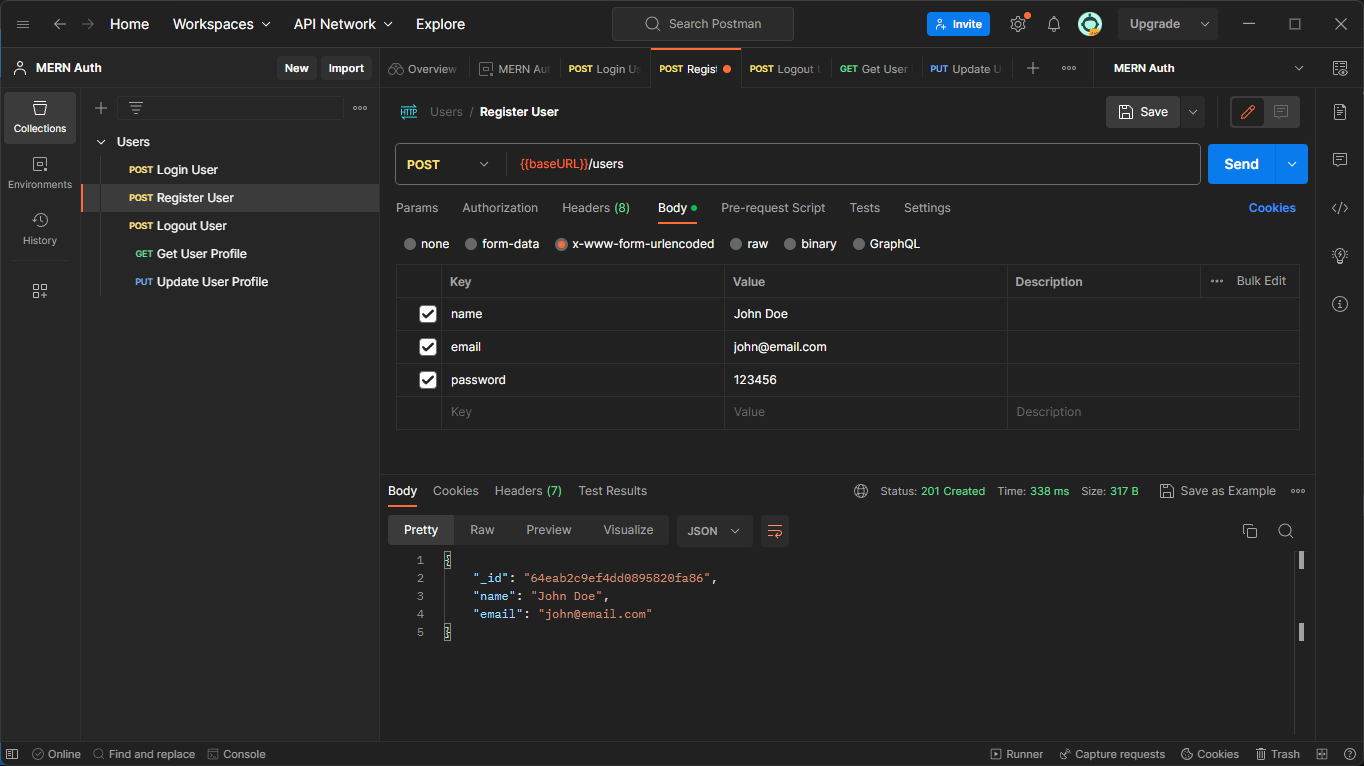 Home Workspaces API Network Explore Search Postman Invite Upgrade
MERN Auth New Import Overview MERN Aut POST Login Us POST Regist POST Logout GET Get User PUT Update U MERN Auth
Collections
Environments
History
Users
POST Login User
POST Register User
POST Logout User
GET Get User Profile
PUT Update User Profile
HTTP Users / Register User Save
POST {{baseURL}}/users Send
Params Authorization Headers (8) Body Pre-request Script Tests Settings Cookies
none form-data x-www-form-urlencoded raw binary GraphQL
Key Value Description Bulk Edit
name John Doe
email john@email.com
password 123456
Key Value Description
Body Cookies Headers (7) Test Results Status: 201 Created Time: 338 ms Size: 317 B Save as Example
Pretty Raw Preview Visualize JSON
1 {
2 "_id": "64eab2c9ef4dd0895820fa86",
3 "name": "John Doe",
4 "email": "john@email.com"
5 }
Online Find and replace Console Runner Capture requests Cookies Trash